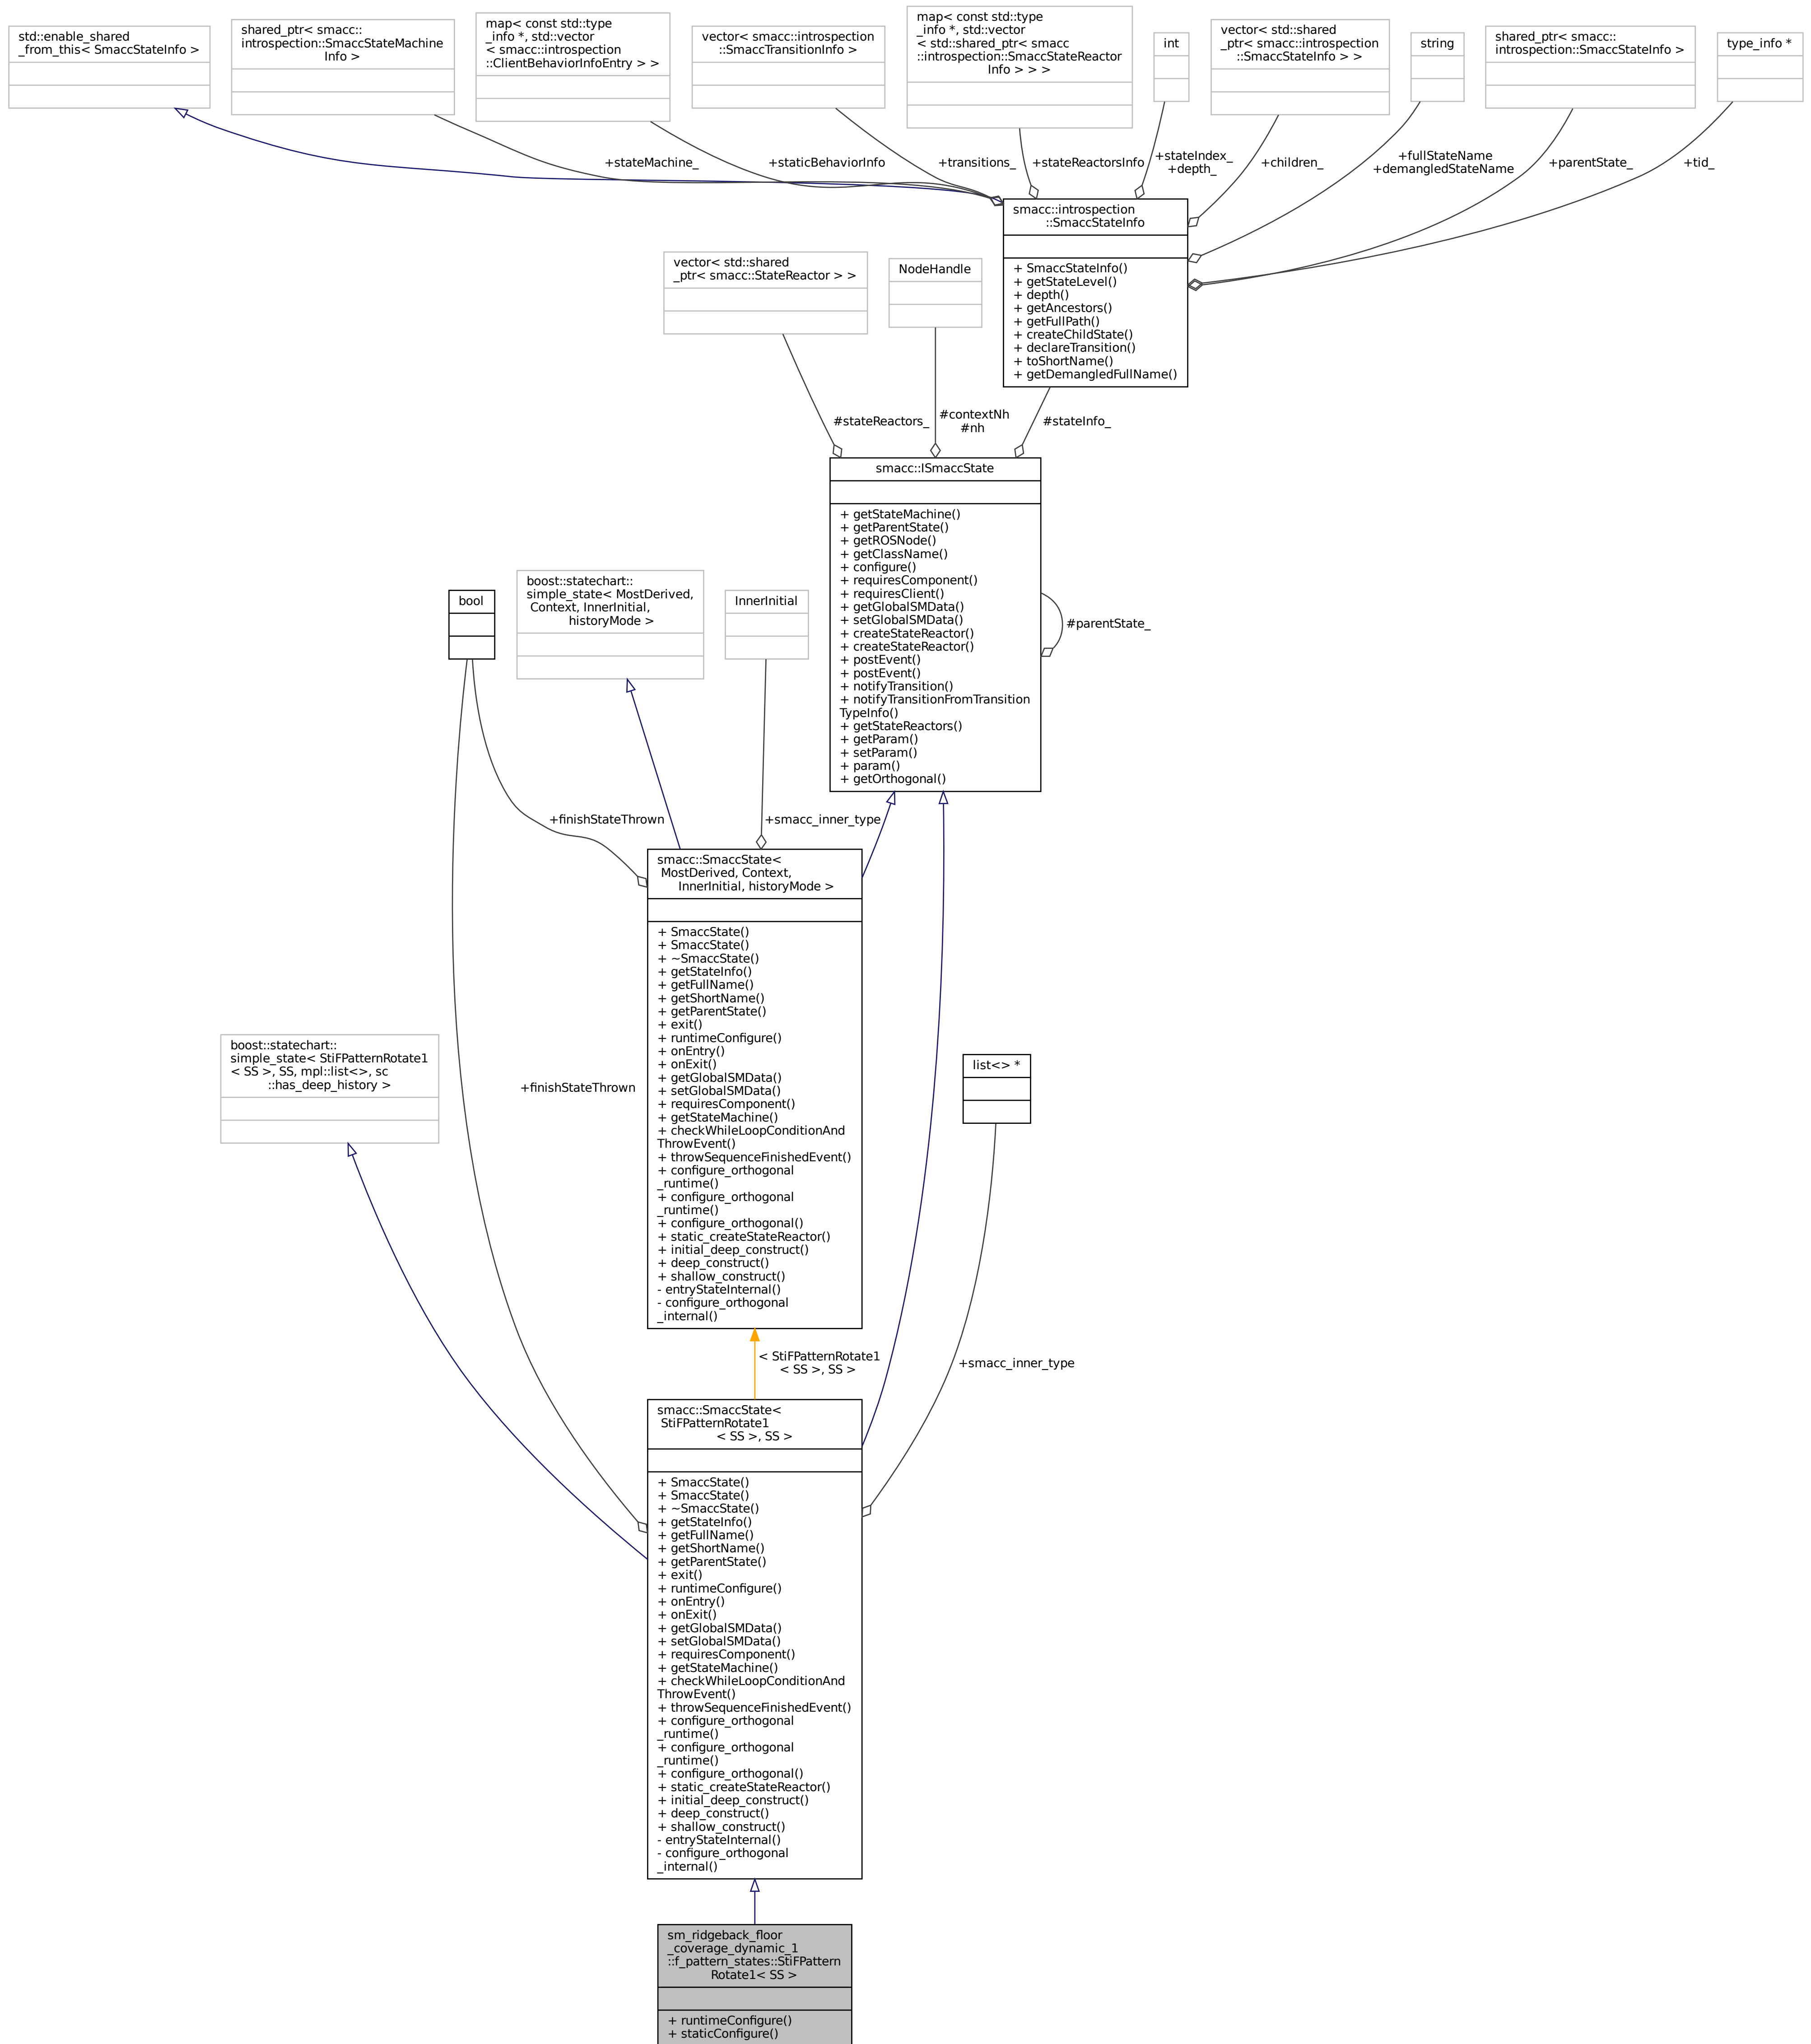 std::enable_shared
_from_this< SmaccStateInfo >
shared_ptr< smacc::
introspection::SmaccStateMachine
Info >
map< const std::type
_info *, std::vector
< smacc::introspection
::ClientBehaviorInfoEntry > >
vector< smacc::introspection
::SmaccTransitionInfo >
map< const std::type
_info *, std::vector
< std::shared_ptr< smacc
::introspection::SmaccStateReactor
Info > > >
int
vector< std::shared
_ptr< smacc::introspection
::SmaccStateInfo > >
string
shared_ptr< smacc::
introspection::SmaccStateInfo >
type_info *
+stateMachine_
+staticBehaviorInfo
+transitions_
+stateReactorsInfo
+stateIndex_
+depth_
+children_
+fullStateName
+demangledStateName
+parentState_
+tid_
smacc::introspection
::SmaccStateInfo
+ SmaccStateInfo()
+ getStateLevel()
+ depth()
+ getAncestors()
+ getFullPath()
+ createChildState()
+ declareTransition()
+ toShortName()
+ getDemangledFullName()
vector< std::shared
_ptr< smacc::StateReactor > >
NodeHandle
#stateReactors_
#contextNh
#nh
#stateInfo_
smacc::ISmaccState
+ getStateMachine()
+ getParentState()
+ getROSNode()
+ getClassName()
+ configure()
+ requiresComponent()
+ requiresClient()
+ getGlobalSMData()
+ setGlobalSMData()
+ createStateReactor()
+ createStateReactor()
+ postEvent()
+ postEvent()
+ notifyTransition()
+ notifyTransitionFromTransition
TypeInfo()
+ getStateReactors()
+ getParam()
+ setParam()
+ param()
+ getOrthogonal()
#parentState_
bool
boost::statechart::
simple_state< MostDerived,
Context, InnerInitial,
historyMode >
InnerInitial
+finishStateThrown
+smacc_inner_type
smacc::SmaccState<
MostDerived, Context,
InnerInitial, historyMode >
+ SmaccState()
+ SmaccState()
+ ~SmaccState()
+ getStateInfo()
+ getFullName()
+ getShortName()
+ getParentState()
+ exit()
+ runtimeConfigure()
+ onEntry()
+ onExit()
+ getGlobalSMData()
+ setGlobalSMData()
+ requiresComponent()
+ getStateMachine()
+ checkWhileLoopConditionAnd
ThrowEvent()
+ throwSequenceFinishedEvent()
+ configure_orthogonal
_runtime()
+ configure_orthogonal
_runtime()
+ configure_orthogonal()
+ static_createStateReactor()
+ initial_deep_construct()
+ deep_construct()
+ shallow_construct()
- entryStateInternal()
- configure_orthogonal
_internal()
boost::statechart::
simple_state< StiFPatternRotate1
< SS >, SS, mpl::list<>, sc
::has_deep_history >
+finishStateThrown
list<> *
< StiFPatternRotate1
< SS >, SS >
+smacc_inner_type
smacc::SmaccState<
StiFPatternRotate1
< SS >, SS >
+ SmaccState()
+ SmaccState()
+ ~SmaccState()
+ getStateInfo()
+ getFullName()
+ getShortName()
+ getParentState()
+ exit()
+ runtimeConfigure()
+ onEntry()
+ onExit()
+ getGlobalSMData()
+ setGlobalSMData()
+ requiresComponent()
+ getStateMachine()
+ checkWhileLoopConditionAnd
ThrowEvent()
+ throwSequenceFinishedEvent()
+ configure_orthogonal
_runtime()
+ configure_orthogonal
_runtime()
+ configure_orthogonal()
+ static_createStateReactor()
+ initial_deep_construct()
+ deep_construct()
+ shallow_construct()
- entryStateInternal()
- configure_orthogonal
_internal()
sm_ridgeback_floor
_coverage_dynamic_1
::f_pattern_states::StiFPattern
Rotate1< SS >
+ runtimeConfigure()
+ staticConfigure()